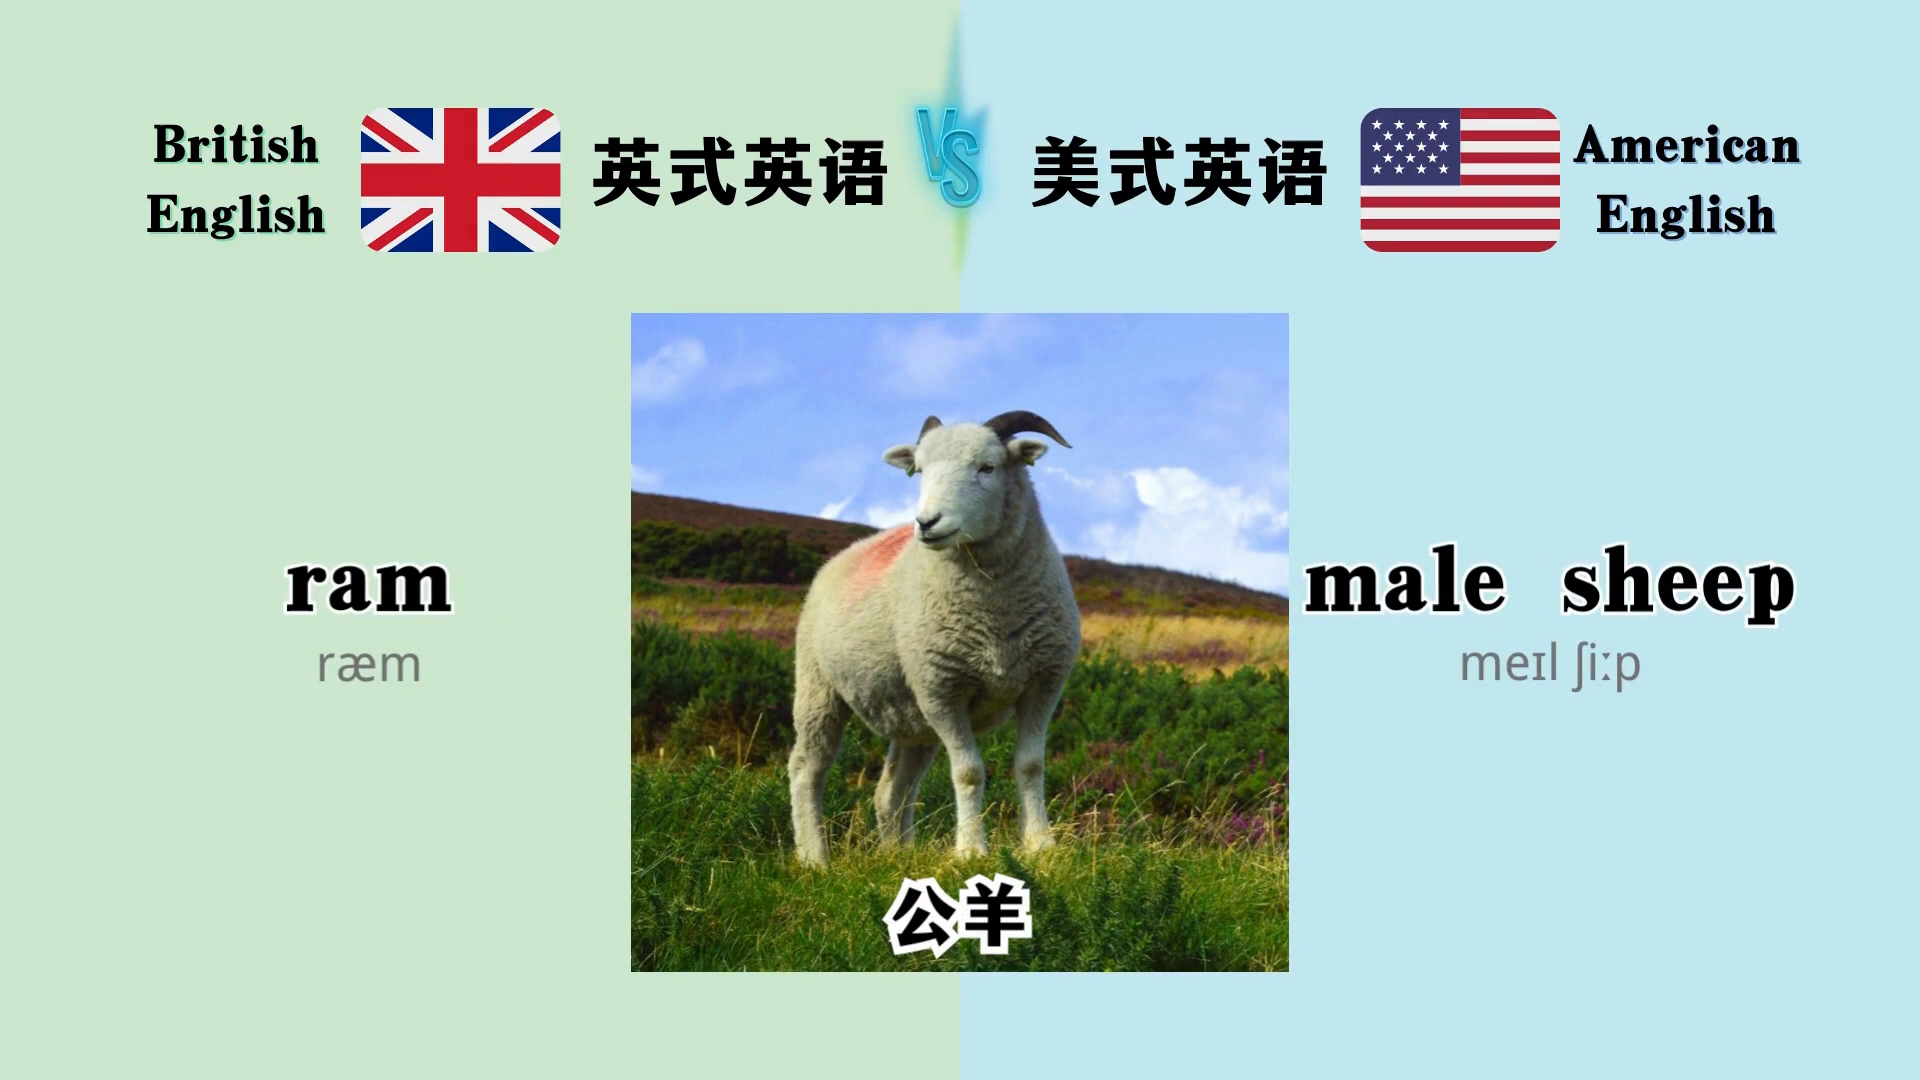 British
English
英式英语
VS
美式英语
American
English
ram
ræm
male sheep
meɪl ʃiːp
公羊